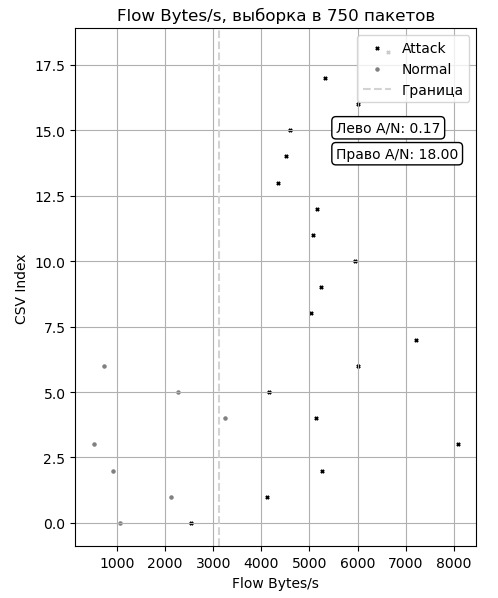 Flow Bytes/s, выборка в 750 пакетов
Attack
Normal
Граница
Лево A/N: 0.17
Право A/N: 18.00
17.5
15.0
12.5
10.0
7.5
5.0
2.5
0.0
CSV Index
1000 2000 3000 4000 5000 6000 7000 8000
Flow Bytes/s